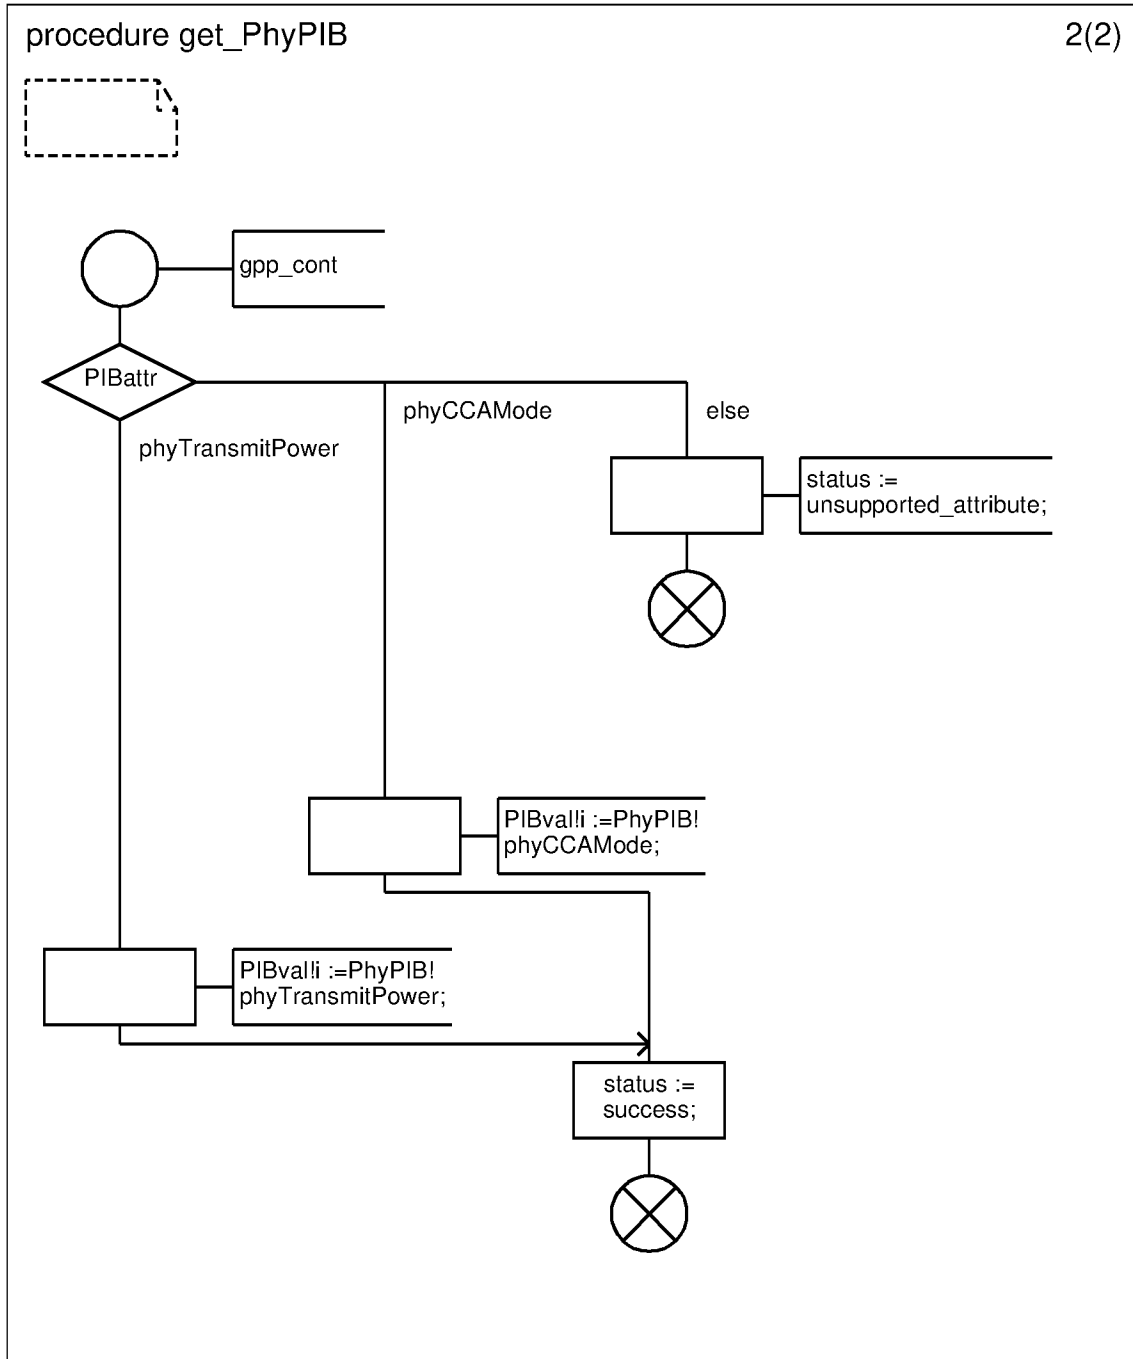 procedure get_PhyPIB
2(2)
gpp_cont
PIBattr
phyCCAMode
else
phyTransmitPower
status :=
unsupported_attribute;
PIBval!i :=PhyPIB!
phyCCAMode;
PIBval!i :=PhyPIB!
phyTransmitPower;
status :=
success;